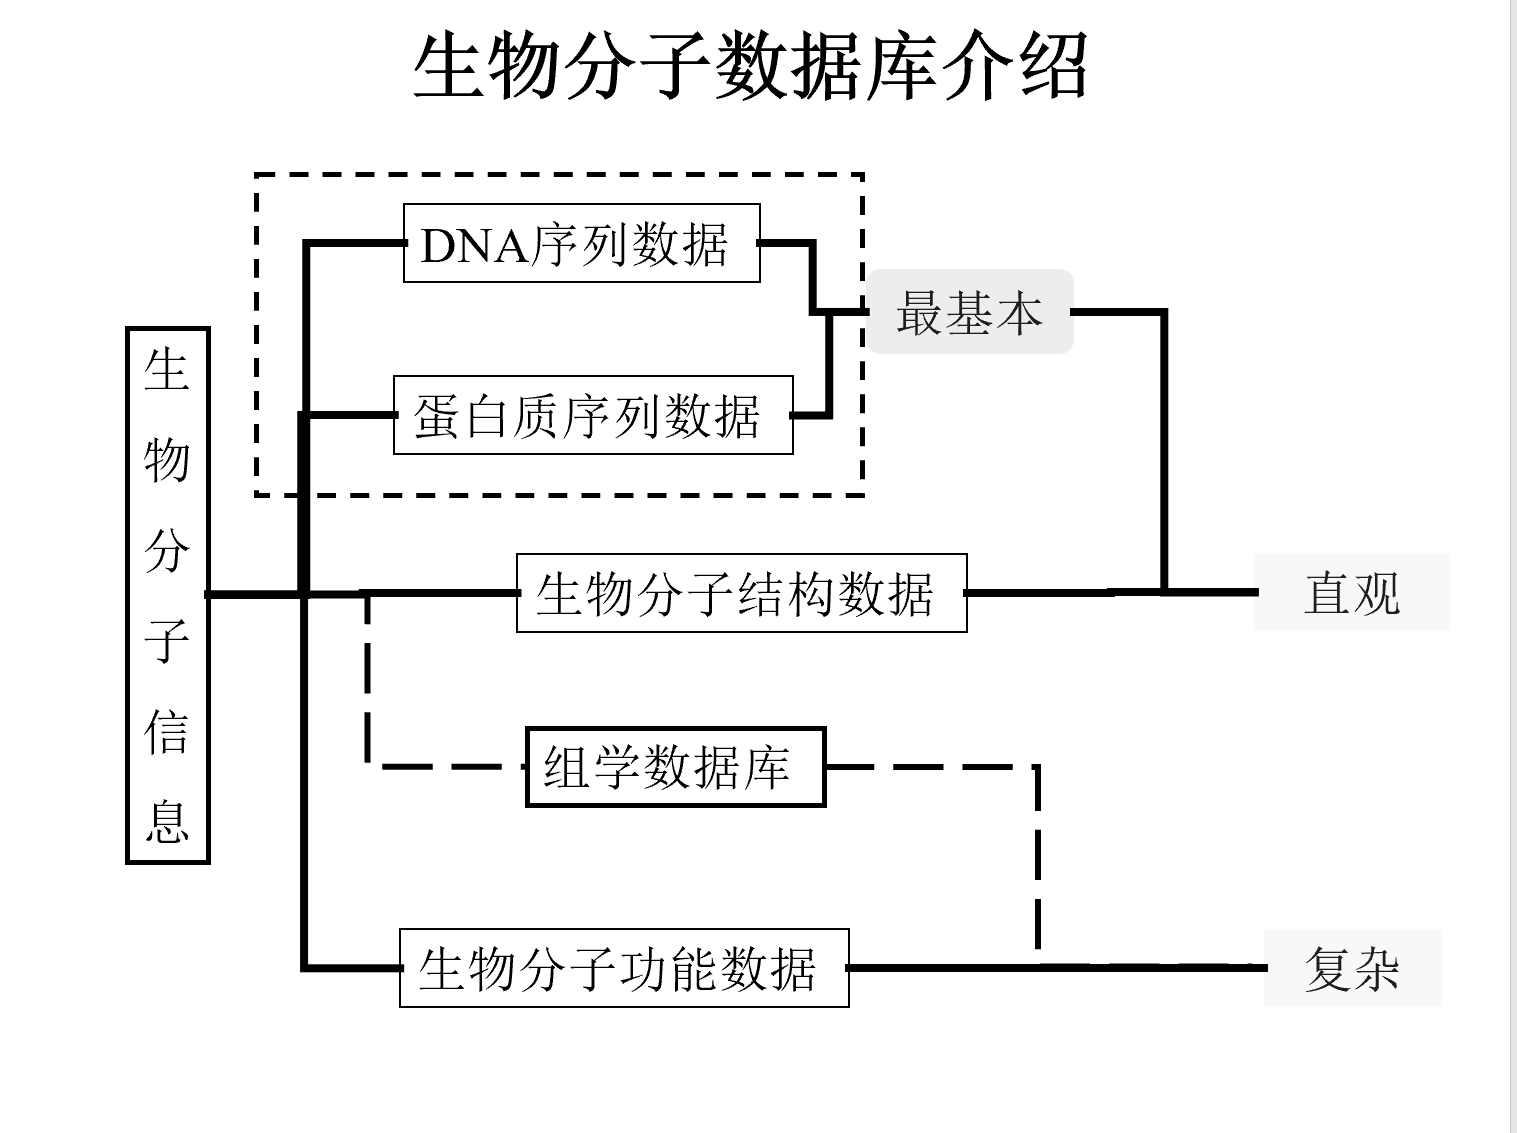 生物分子数据库介绍
生物分子信息
DNA序列数据
最基本
蛋白质序列数据
生物分子结构数据
直观
组学数据库
生物分子功能数据
复杂